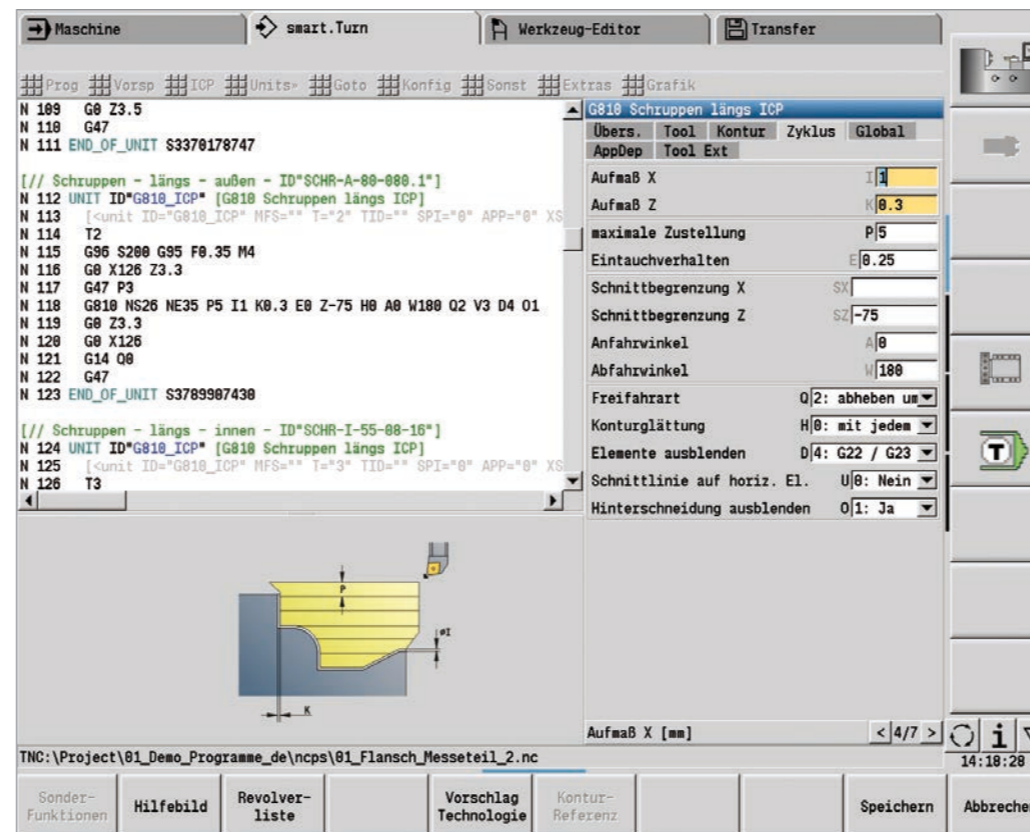 Maschine
smart.Turn
Werkzeug-Editor
Transfer
Prog Vorsp ICP Units» Goto Konfig Sonst Extras Grafik
N 109 G0 Z3.5
N 110 G47
N 111 END_OF_UNIT S3370178747
[// Schruppen - längs - außen - ID"SCHR-A-80-080.1"]
N 112 UNIT ID"G810_ICP" [G810 Schruppen längs ICP]
N 113 [<unit ID="G810_ICP" MFS="" T="2" TID="" SPI="0" APP="0" XS
N 114 T2
N 115 G96 S200 G95 F0.35 M4
N 116 G0 X126 Z3.3
N 117 G47 P3
N 118 G810 NS26 NE35 P5 I1 K0.3 E0 Z-75 H0 A0 W180 Q2 V3 D4 O1
N 119 G0 Z3.3
N 120 G0 X126
N 121 G14 Q0
N 122 G47
N 123 END_OF_UNIT S3789907430
[// Schruppen - längs - innen - ID"SCHR-I-55-08-16"]
N 124 UNIT ID"G810_ICP" [G810 Schruppen längs ICP]
N 125 [<unit ID="G810_ICP" MFS="" T="3" TID="" SPI="0" APP="0" XS
N 126 T3
G810 Schruppen längs ICP
Übers. Tool Kontur Zyklus Global
AppDep Tool Ext
Aufmaß X I 1
Aufmaß Z K 0.3
maximale Zustellung P 5
Eintauchverhalten E 0.25
Schnittbegrenzung X SX
Schnittbegrenzung Z SZ -75
Anfahrwinkel A 0
Abfahrwinkel W 180
Freifahrart Q 2: abheben um
Konturglättung H 0: mit jedem
Elemente ausblenden D 4: G22 / G23
Schnittlinie auf horiz. El. U 0: Nein
Hinterschneidung ausblenden O 1: Ja
P
øI
K
Aufmaß X [mm] < 4/7 >
TNC:\Project\01_Demo_Programme_de\ncps\01_Flansch_Messeteil_2.nc
T
i
14:18:28
Sonder-
Funktionen
Hilfebild
Revolver-
liste
Vorschlag
Technologie
Kontur-
Referenz
Speichern
Abbreche